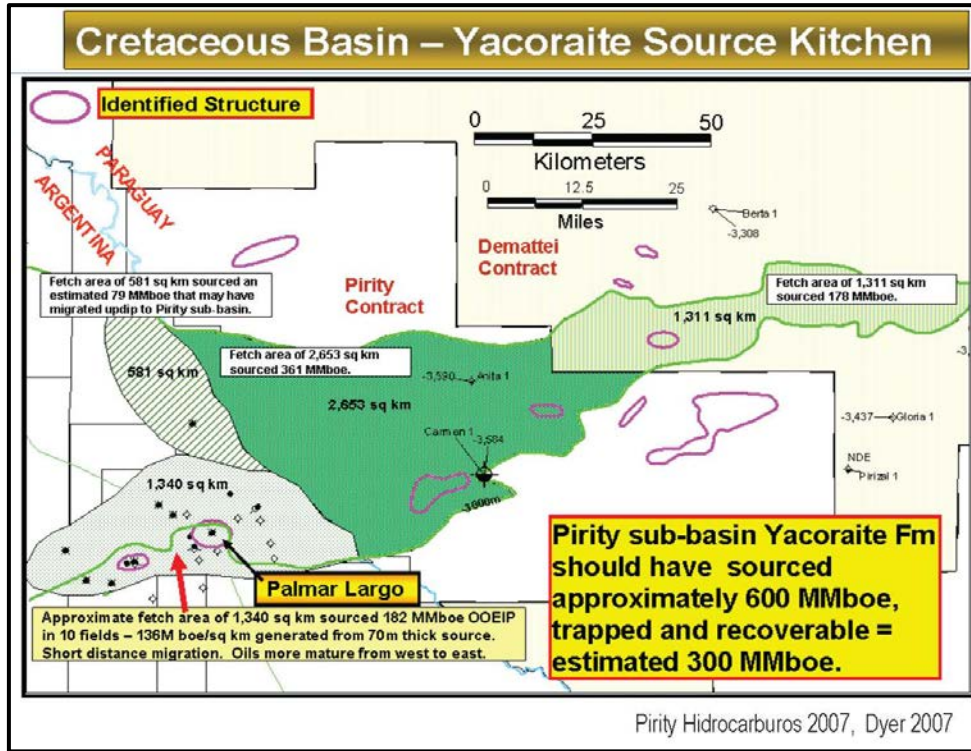 Cretaceous Basin – Yacoraite Source Kitchen
Identified Structure
0 25 50
Kilometers
0 12.5 25
Miles
PARAGUAY
ARGENTINA
Berta 1
-3,308
Demattei
Contract
Pirity
Contract
Fetch area of 581 sq km sourced an
estimated 79 MMboe that may have
migrated updip to Pirity sub-basin.
Fetch area of 1,311 sq km
sourced 178 MMboe.
1,311 sq km
Fetch area of 2,653 sq km
sourced 361 MMboe.
581 sq km
-3,590 Anita 1
2,653 sq km
-3,437 Gloria 1
Carmen 1
-3,584
NDE
Pirizal 1
1,340 sq km
-3800m
Palmar Largo
Approximate fetch area of 1,340 sq km sourced 182 MMboe OOEIP
in 10 fields – 136M boe/sq km generated from 70m thick source.
Short distance migration. Oils more mature from west to east.
Pirity sub-basin Yacoraite Fm
should have sourced
approximately 600 MMboe,
trapped and recoverable =
estimated 300 MMboe.
Pirity Hidrocarburos 2007, Dyer 2007